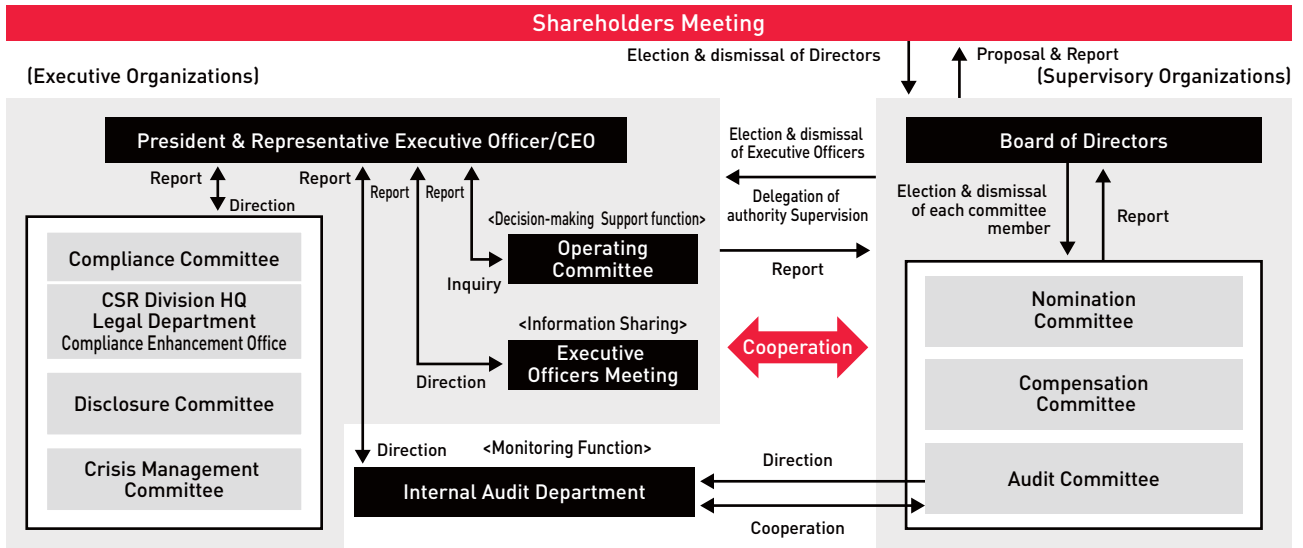 Shareholders Meeting
Election & dismissal of Directors
Proposal & Report
(Executive Organizations)
(Supervisory Organizations)
President & Representative Executive Officer/CEO
Election & dismissal
of Executive Officers
Board of Directors
Report
Direction
Report
Report
Report
Delegation of
authority Supervision
Election & dismissal
of each committee
member
Report
<Decision-making Support function>
Operating
Committee
Inquiry
Report
Compliance Committee
CSR Division HQ
Legal Department
Compliance Enhancement Office
Disclosure Committee
Crisis Management
Committee
<Information Sharing>
Executive
Officers Meeting
Direction
Cooperation
Nomination
Committee
Compensation
Committee
Audit Committee
Direction
<Monitoring Function>
Internal Audit Department
Direction
Cooperation